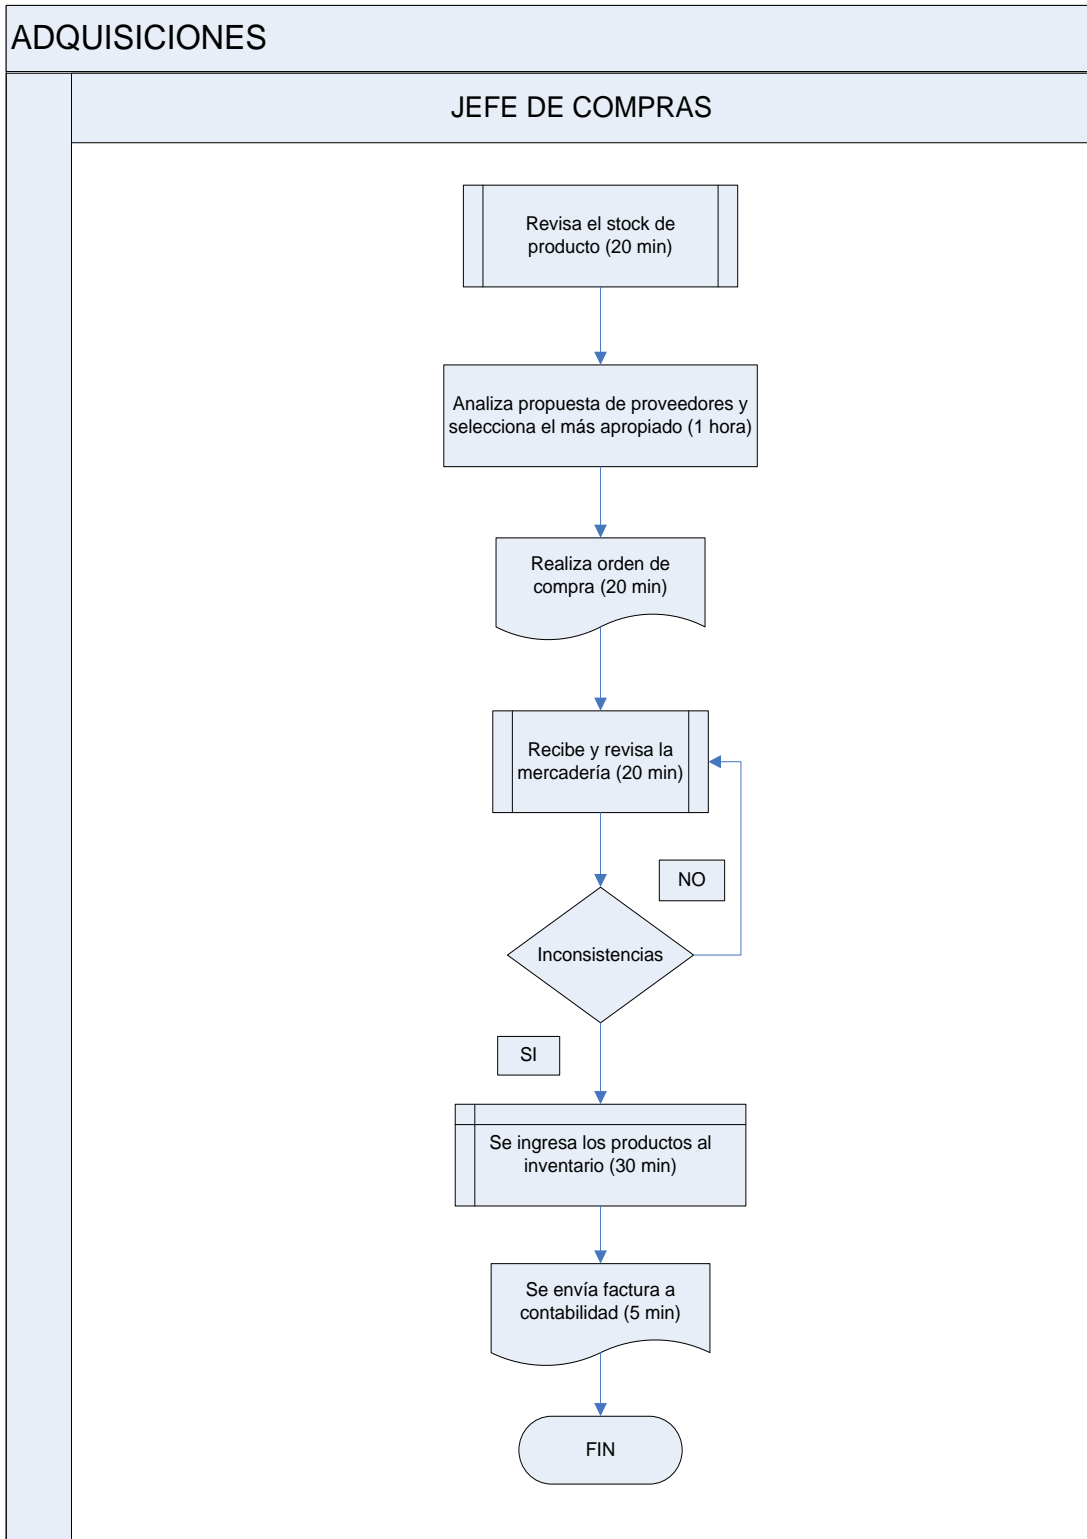 ADQUISICIONES
JEFE DE COMPRAS
Revisa el stock de
producto (20 min)
Analiza propuesta de proveedores y
selecciona el más apropiado (1 hora)
Realiza orden de
compra (20 min)
Recibe y revisa la
mercadería (20 min)
NO
Inconsistencias
SI
Se ingresa los productos al
inventario (30 min)
Se envía factura a
contabilidad (5 min)
FIN